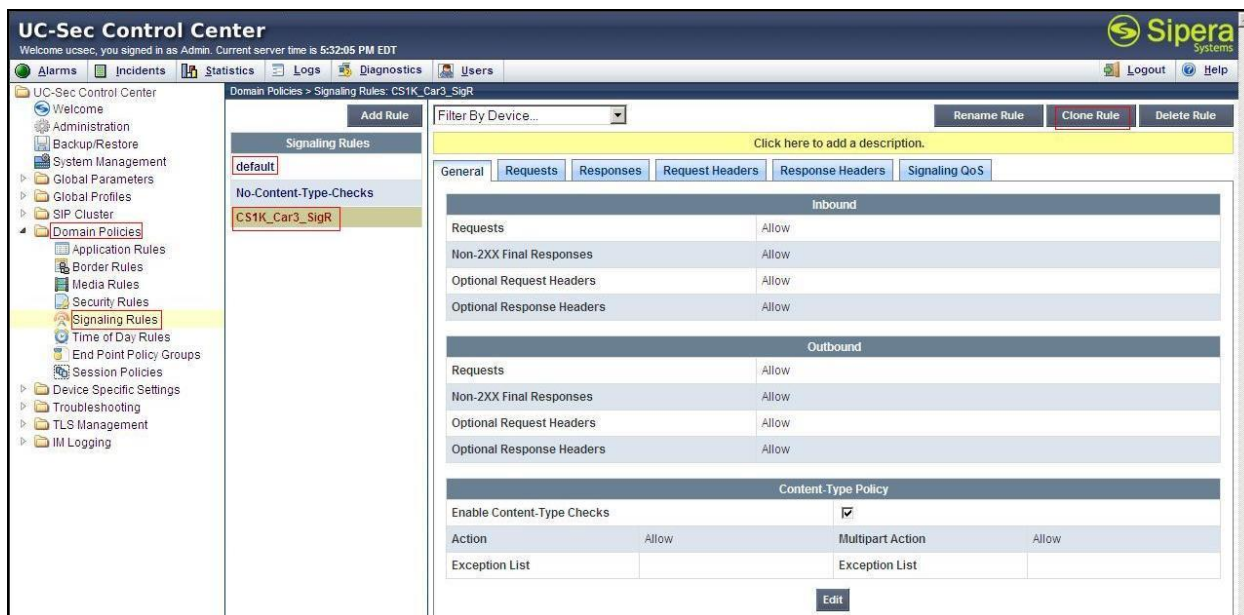 UC-Sec Control Center
Welcome ucsec, you signed in as Admin. Current server time is 5:32:05 PM EDT
Sipera
Systems
Alarms Incidents Statistics Logs Diagnostics Users Logout Help
UC-Sec Control Center
Welcome
Administration
Backup/Restore
System Management
Global Parameters
Global Profiles
SIP Cluster
Domain Policies
Application Rules
Border Rules
Media Rules
Security Rules
Signaling Rules
Time of Day Rules
End Point Policy Groups
Session Policies
Device Specific Settings
Troubleshooting
TLS Management
IM Logging
Domain Policies > Signaling Rules: CS1K_Car3_SigR
Add Rule
Signaling Rules
default
No-Content-Type-Checks
CS1K_Car3_SigR
Filter By Device...
Rename Rule Clone Rule Delete Rule
Click here to add a description.
General Requests Responses Request Headers Response Headers Signaling QoS
Inbound
Requests Allow
Non-2XX Final Responses Allow
Optional Request Headers Allow
Optional Response Headers Allow
Outbound
Requests Allow
Non-2XX Final Responses Allow
Optional Request Headers Allow
Optional Response Headers Allow
Content-Type Policy
Enable Content-Type Checks
Action Allow Multipart Action Allow
Exception List Exception List
Edit